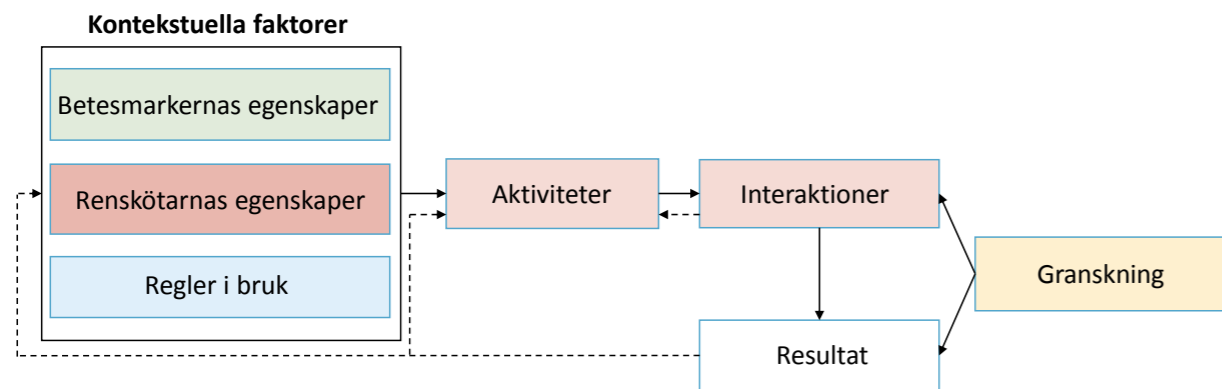 Kontekstuella faktorer
Betesmarkernas egenskaper
Renskötarnas egenskaper
Regler i bruk
Aktiviteter
Interaktioner
Granskning
Resultat